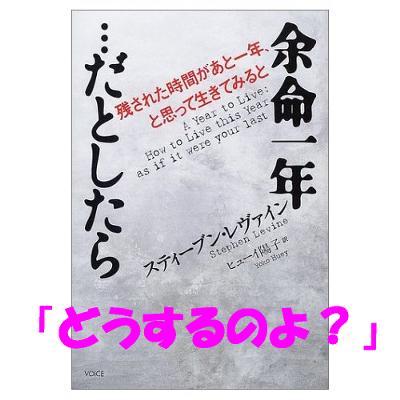 余命一年
…だとしたら
残された時間があと一年、
と思って生きてみると
A Year to Live:
How to Live this Year
as if it were your last
スティーブン・レヴァイン
Stephen Levine
ヒューイ陽子 訳
Yoko Huey
「どうするのよ？」
VOICE